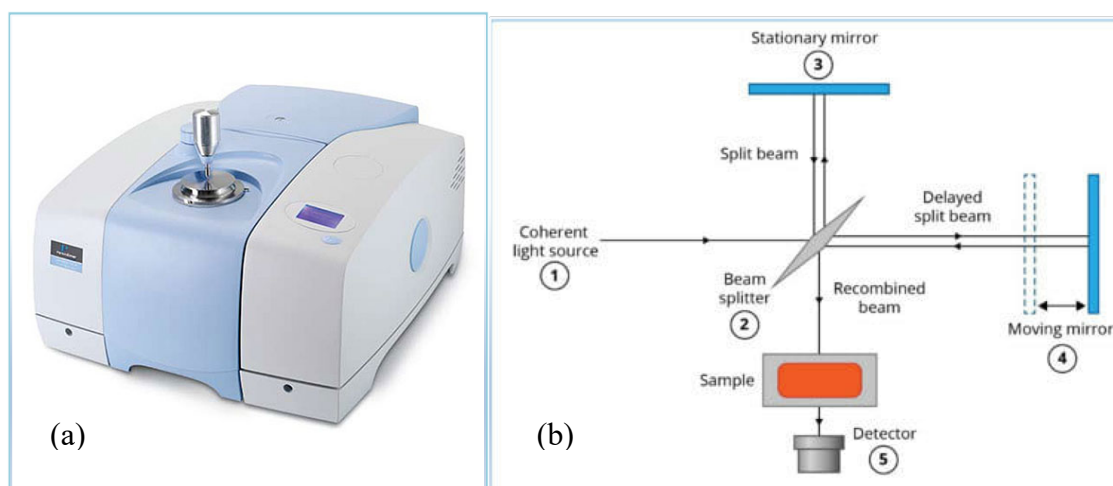 Stationary mirror
3
Split beam
Delayed
split beam
Coherent
light source
1
Beam
splitter
2
Recombined
beam
Moving mirror
4
Sample
Detector
5
(a)
(b)